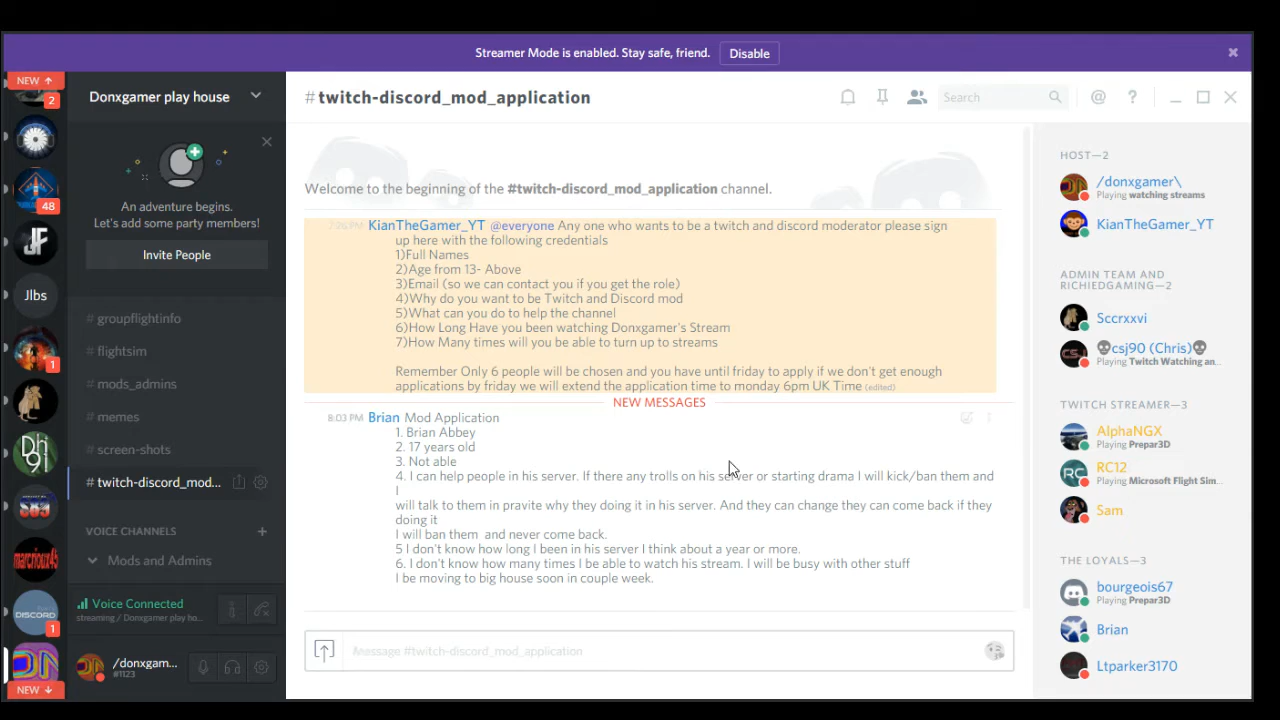 Streamer Mode is enabled. Stay safe, friend. Disable
NEW ↑
2
48
JF
Jlbs
1
Dh91
marcrioux45
DISCORD
1
DN
NEW ↓
Donxgamer play house
An adventure begins.
Let's add some party members!
Invite People
# groupflightinfo
# flightsim
# mods_admins
# memes
# screen-shots
# twitch-discord_mod...
VOICE CHANNELS
Mods and Admins
Voice Connected
streaming / Donxgamer play ho...
/donxgam...
#1123
#twitch-discord_mod_application
Search
Welcome to the beginning of the #twitch-discord_mod_application channel.
7:26 PM KianTheGamer_YT @everyone Any one who wants to be a twitch and discord moderator please sign
up here with the following credentials
1)Full Names
2)Age from 13- Above
3)Email (so we can contact you if you get the role)
4)Why do you want to be Twitch and Discord mod
5)What can you do to help the channel
6)How Long Have you been watching Donxgamer's Stream
7)How Many times will you be able to turn up to streams
Remember Only 6 people will be chosen and you have until friday to apply if we don't get enough
applications by friday we will extend the application time to monday 6pm UK Time (edited)
NEW MESSAGES
8:03 PM Brian Mod Application
1. Brian Abbey
2. 17 years old
3. Not able
4. I can help people in his server. If there any trolls on his server or starting drama I will kick/ban them and
I
will talk to them in pravite why they doing it in his server. And they can change they can come back if they
doing it
I will ban them and never come back.
5 I don't know how long I been in his server I think about a year or more.
6. I don't know how many times I be able to watch his stream. I will be busy with other stuff
I be moving to big house soon in couple week.
Message #twitch-discord_mod_application
HOST—2
/donxgamer\
Playing watching streams
KianTheGamer_YT
ADMIN TEAM AND
RICHIEDGAMING—2
Sccrxxvi
💀csj90 (Chris)💀
Playing Twitch Watching an...
TWITCH STREAMER—3
AlphaNGX
Playing Prepar3D
RC12
Playing Microsoft Flight Sim...
Sam
THE LOYALS—3
bourgeois67
Playing Prepar3D
Brian
Ltparker3170